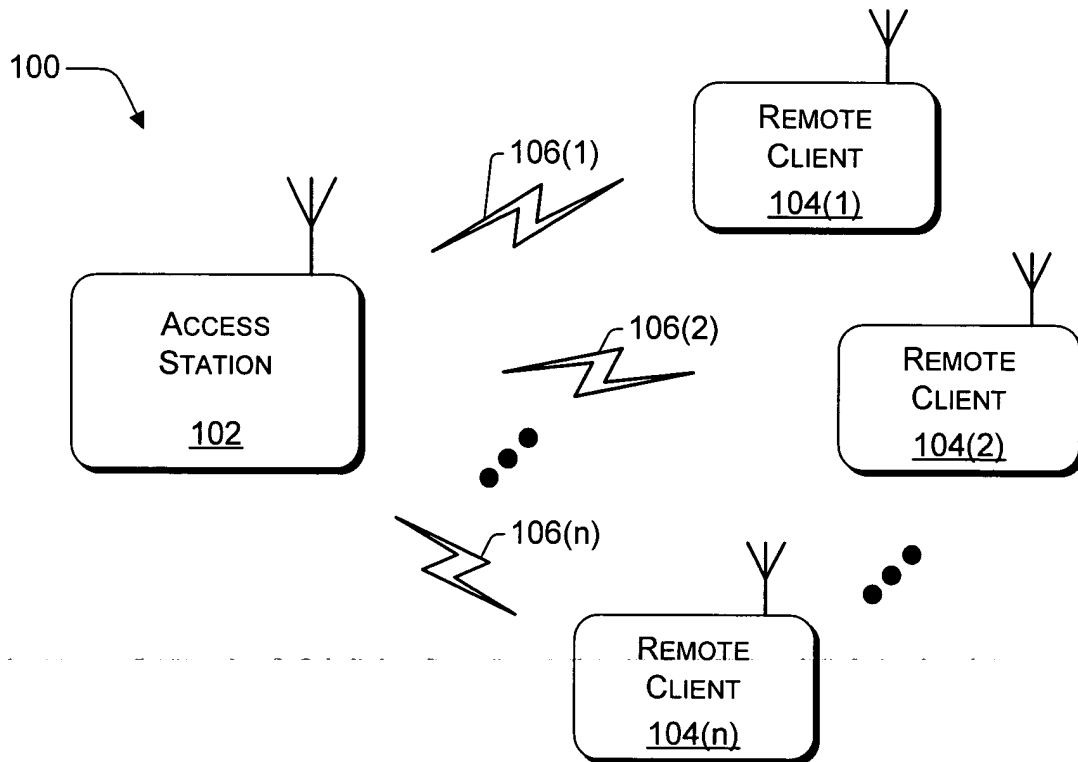 100
106(1)
REMOTE
CLIENT
104(1)
ACCESS
STATION
102
106(2)
REMOTE
CLIENT
104(2)
106(n)
REMOTE
CLIENT
104(n)